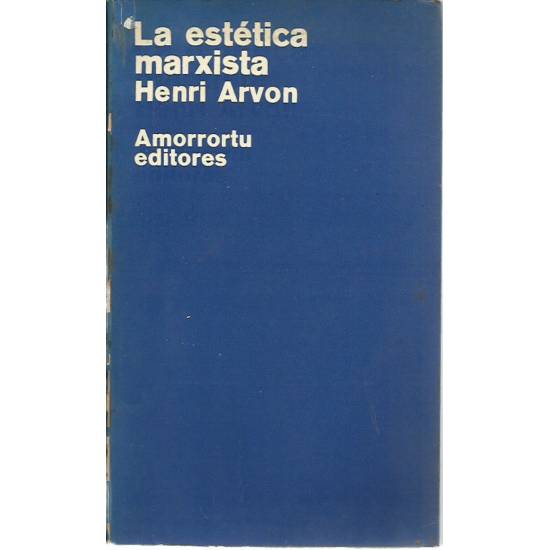 La estética
marxista
Henri Arvon
Amorrortu
editores